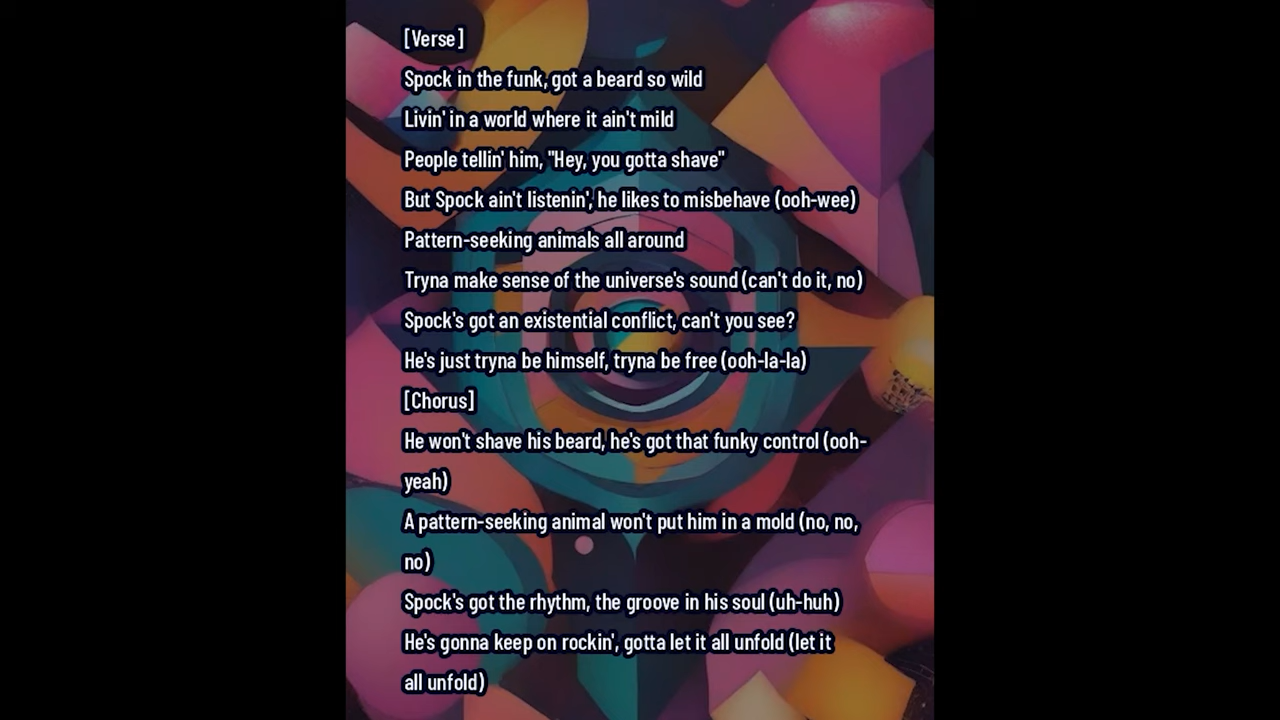 [Verse]
Spock in the funk, got a beard so wild
Livin' in a world where it ain't mild
People tellin' him, "Hey, you gotta shave"
But Spock ain't listenin', he likes to misbehave (ooh-wee)
Pattern-seeking animals all around
Tryna make sense of the universe's sound (can't do it, no)
Spock's got an existential conflict, can't you see?
He's just tryna be himself, tryna be free (ooh-la-la)
[Chorus]
He won't shave his beard, he's got that funky control (ooh-
yeah)
A pattern-seeking animal won't put him in a mold (no, no,
no)
Spock's got the rhythm, the groove in his soul (uh-huh)
He's gonna keep on rockin', gotta let it all unfold (let it
all unfold)